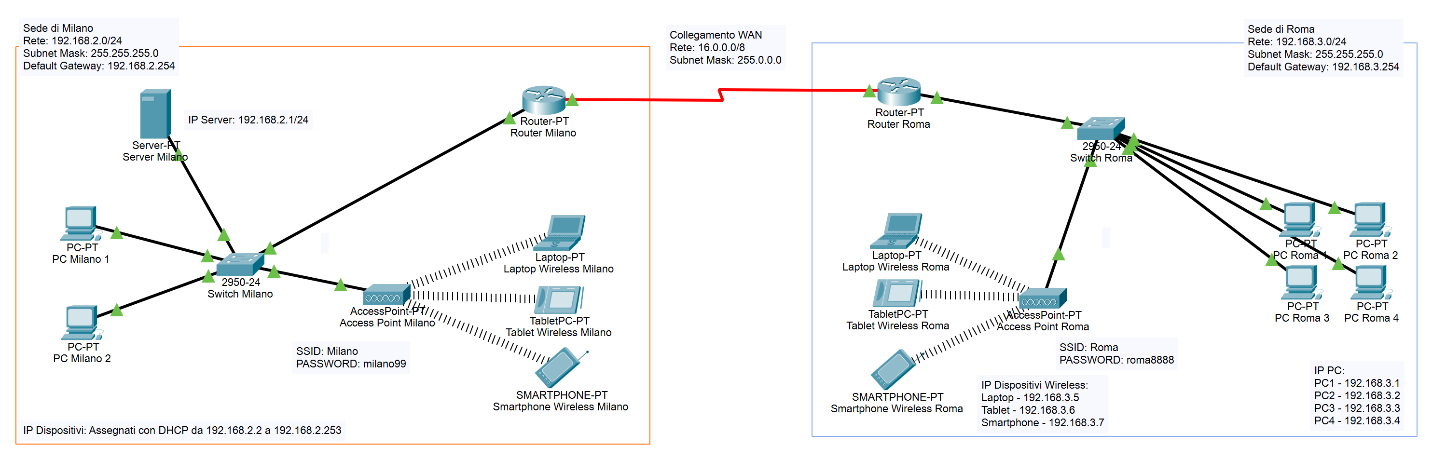 Sede di Milano
Rete: 192.168.2.0/24
Subnet Mask: 255.255.255.0
Default Gateway: 192.168.2.254
IP Server: 192.168.2.1/24
Server-PT
Server Milano
Router-PT
Router Milano
PC-PT
PC Milano 1
2950-24
Switch Milano
PC-PT
PC Milano 2
AccessPoint-PT
Access Point Milano
Laptop-PT
Laptop Wireless Milano
TabletPC-PT
Tablet Wireless Milano
SMARTPHONE-PT
Smartphone Wireless Milano
SSID: Milano
PASSWORD: milano99
IP Dispositivi: Assegnati con DHCP da 192.168.2.2 a 192.168.2.253
Collegamento WAN
Rete: 16.0.0.0/8
Subnet Mask: 255.0.0.0
Sede di Roma
Rete: 192.168.3.0/24
Subnet Mask: 255.255.255.0
Default Gateway: 192.168.3.254
Router-PT
Router Roma
2950-24
Switch Roma
PC-PT
PC Roma 1
PC-PT
PC Roma 2
PC-PT
PC Roma 3
PC-PT
PC Roma 4
Laptop-PT
Laptop Wireless Roma
TabletPC-PT
Tablet Wireless Roma
SMARTPHONE-PT
Smartphone Wireless Roma
AccessPoint-PT
Access Point Roma
SSID: Roma
PASSWORD: roma8888
IP Dispositivi Wireless:
Laptop - 192.168.3.5
Tablet - 192.168.3.6
Smartphone - 192.168.3.7
IP PC:
PC1 - 192.168.3.1
PC2 - 192.168.3.2
PC3 - 192.168.3.3
PC4 - 192.168.3.4